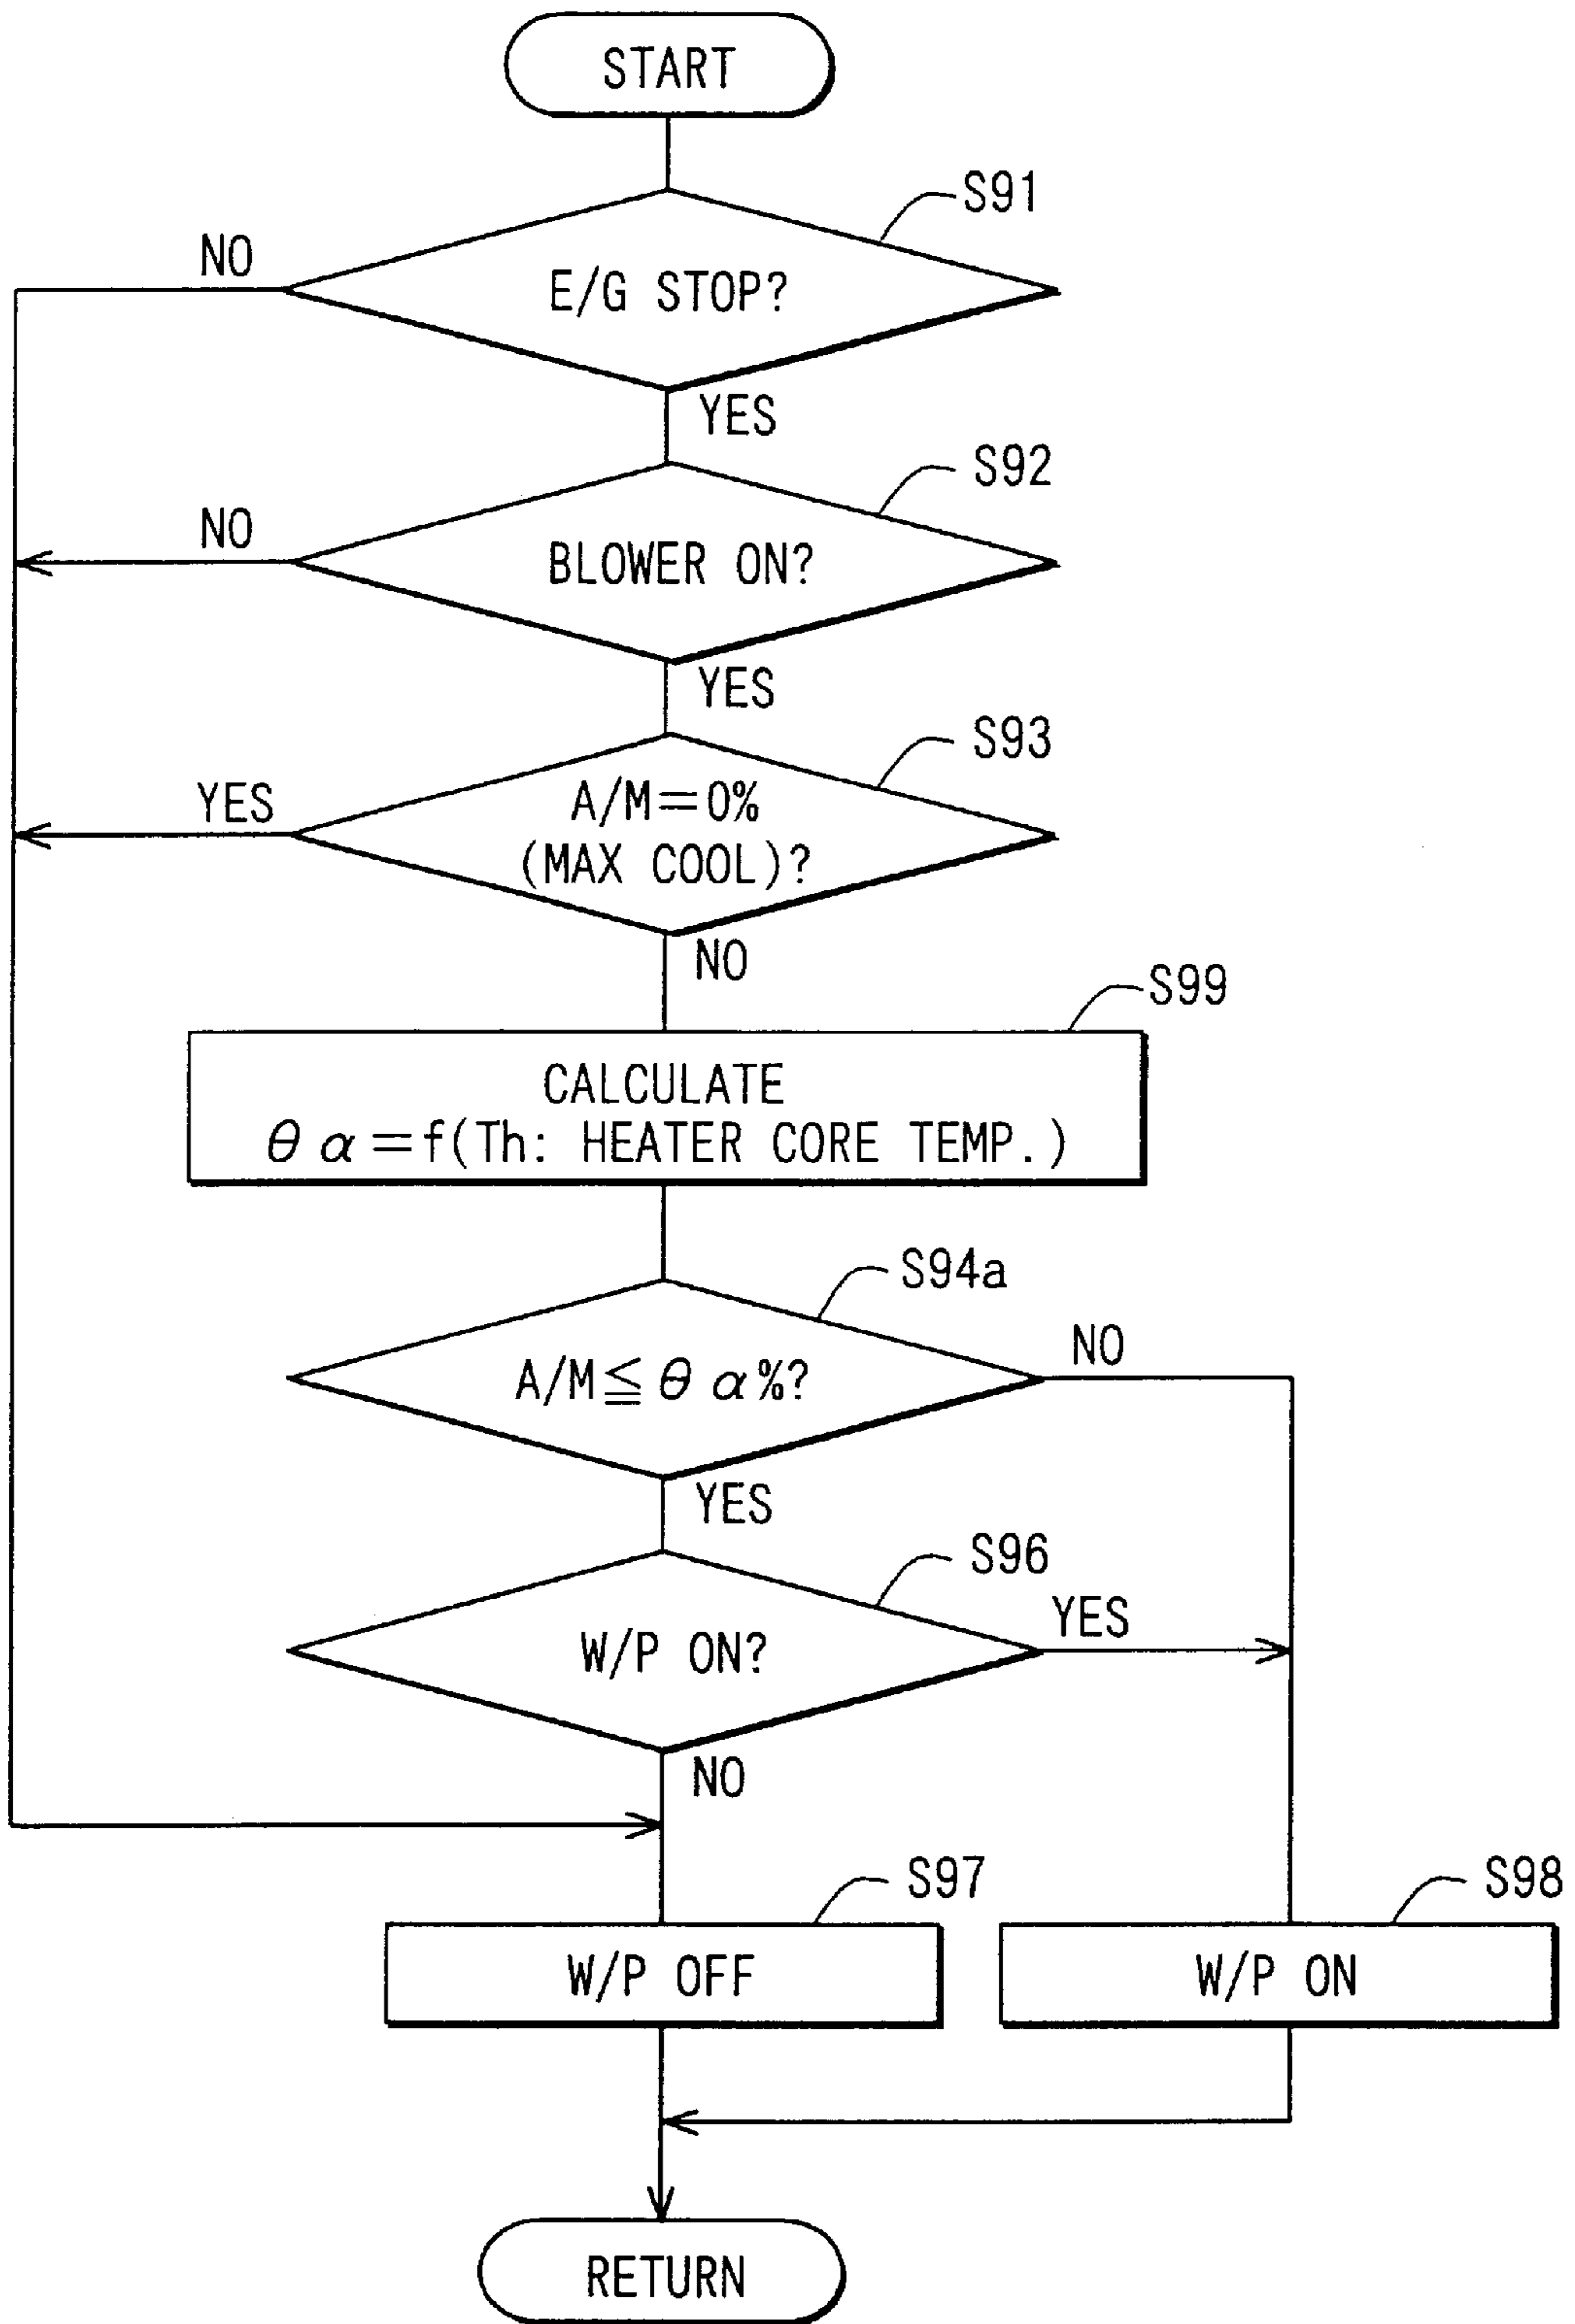 START
S91
NO
E/G STOP?
YES
S92
NO
BLOWER ON?
YES
S93
YES
A/M=0%
(MAX COOL)?
NO
S99
CALCULATE
θ α =f(Th: HEATER CORE TEMP.)
S94a
NO
A/M≦ θ α%?
YES
S96
YES
W/P ON?
NO
S97
S98
W/P OFF
W/P ON
RETURN